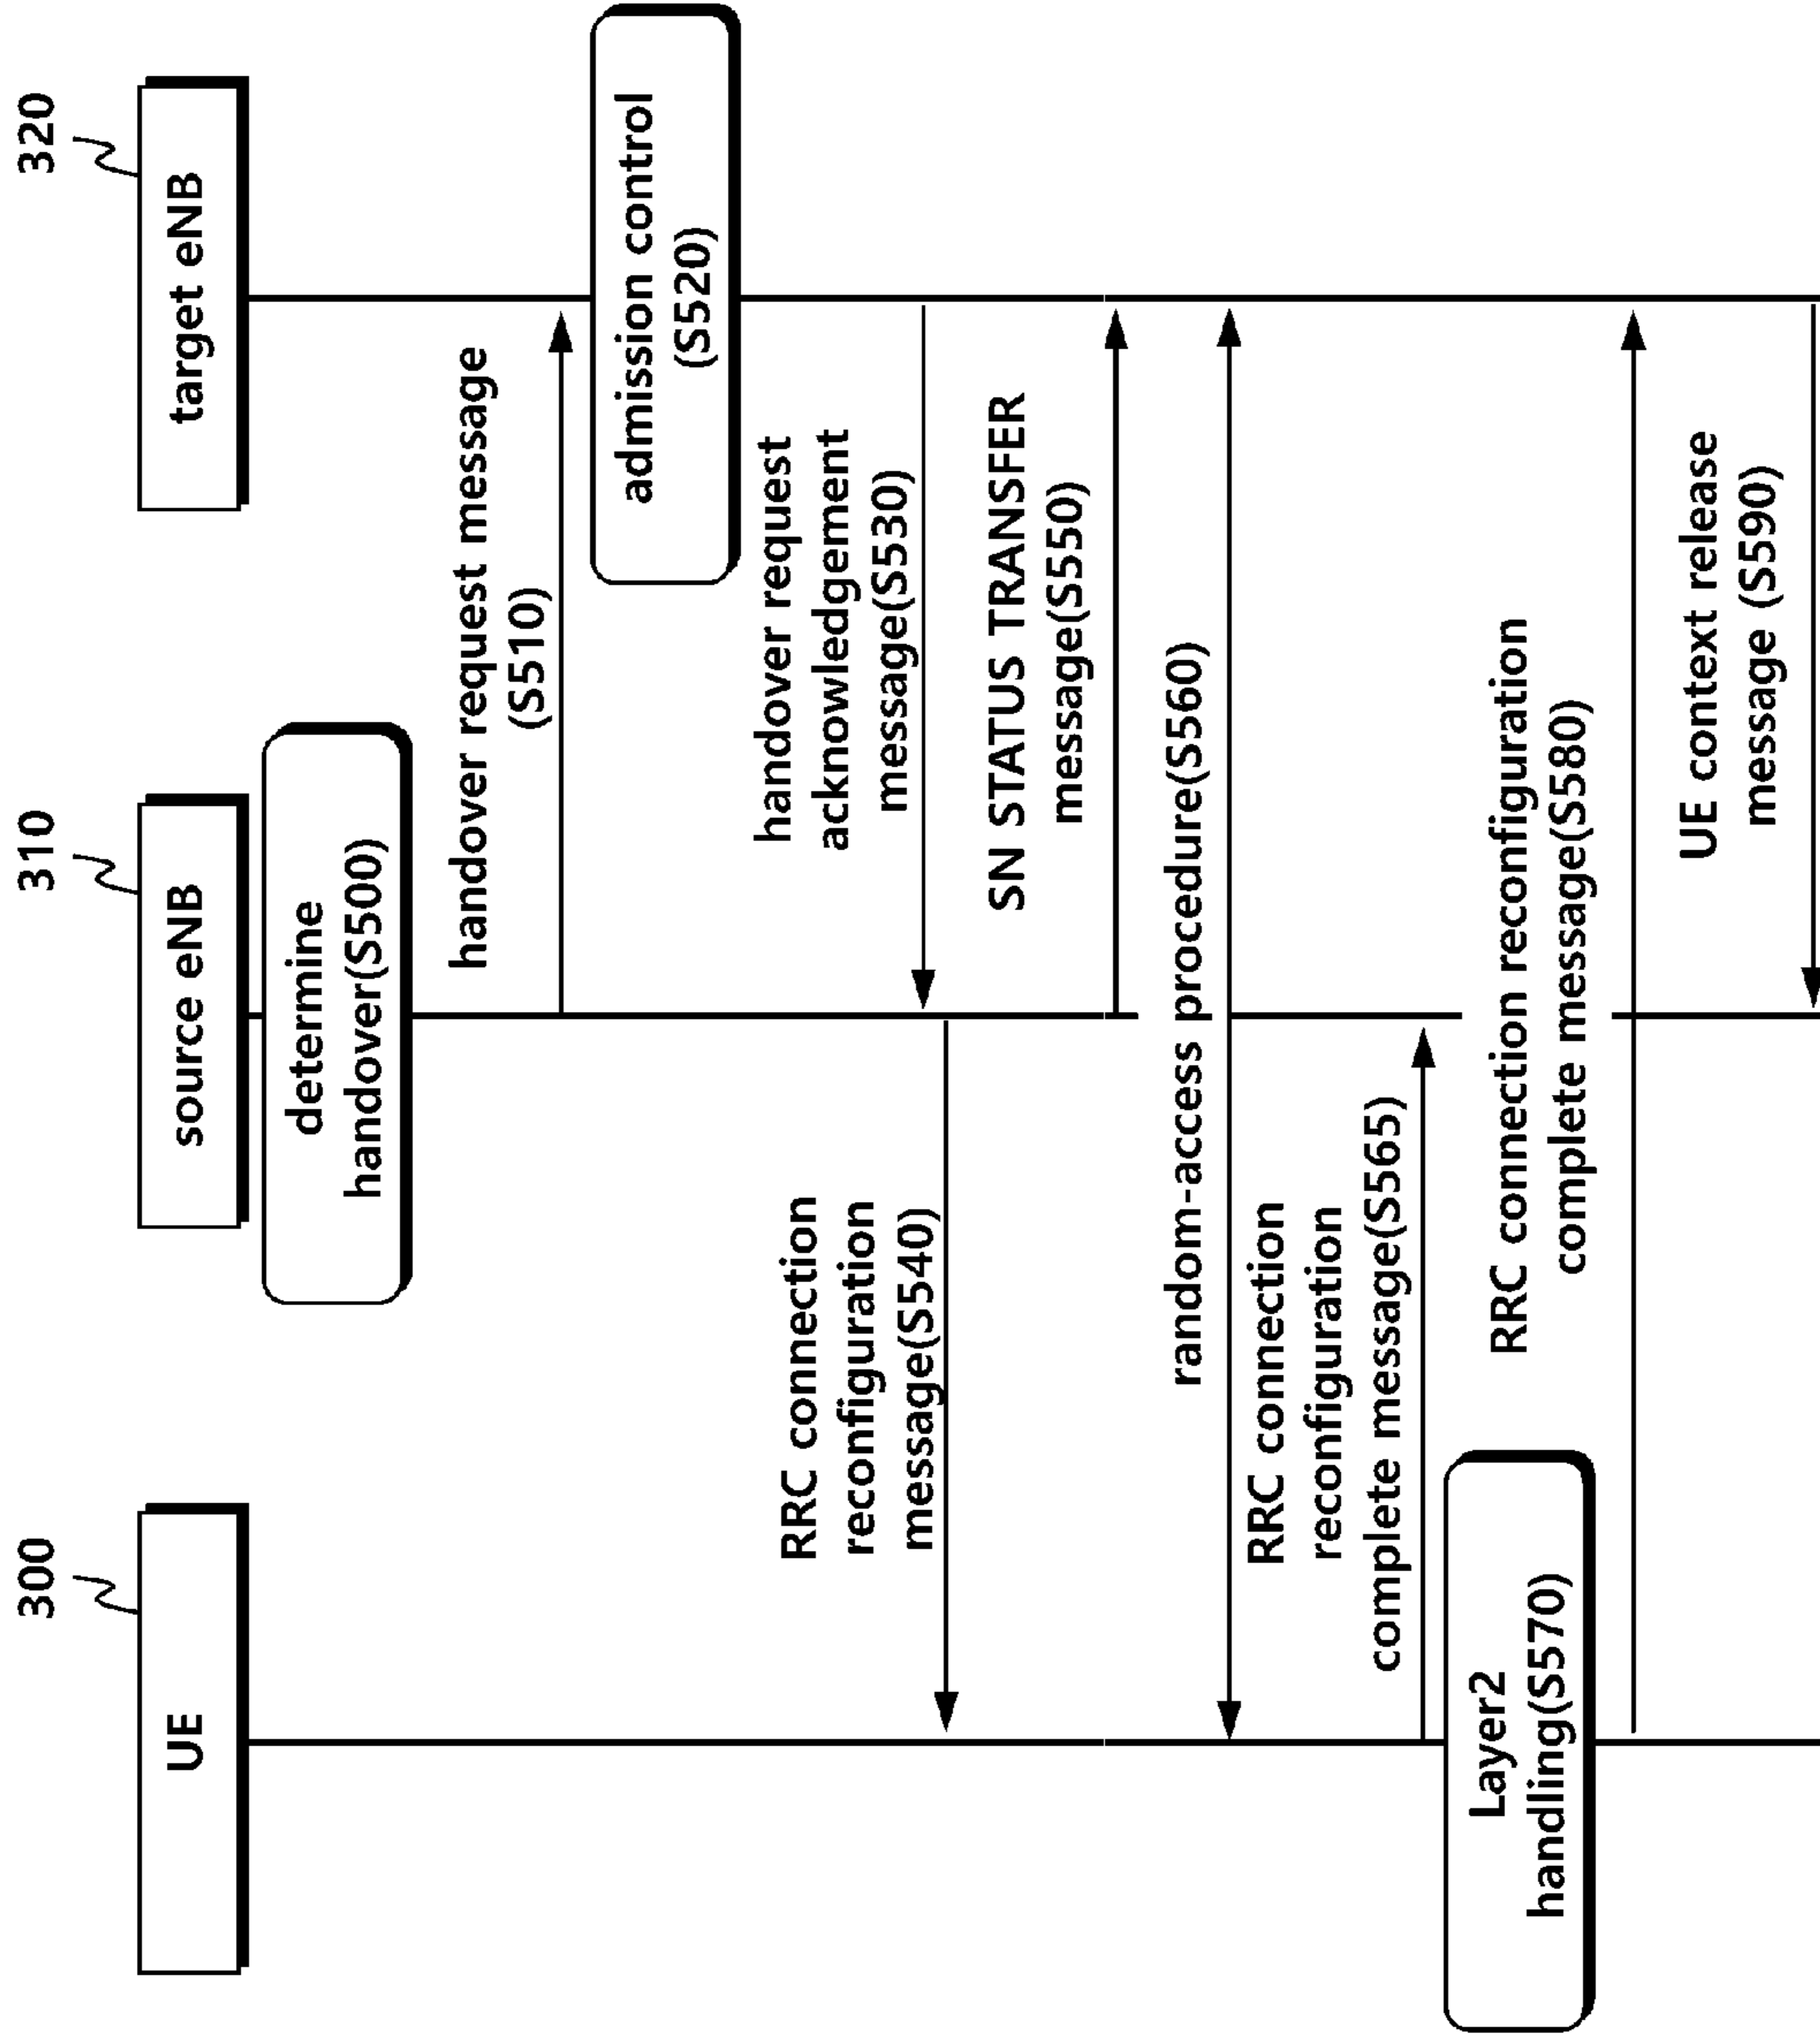 300
310
320
UE
source eNB
target eNB
determine
handover(S500)
handover request message
(S510)
admission control
(S520)
handover request
acknowledgement
message(S530)
RRC connection
reconfiguration
message(S540)
SN STATUS TRANSFER
message(S550)
random-access procedure(S560)
RRC connection
reconfiguration
complete message(S565)
Layer2
handling(S570)
RRC connection reconfiguration
complete message(S580)
UE context release
message (S590)